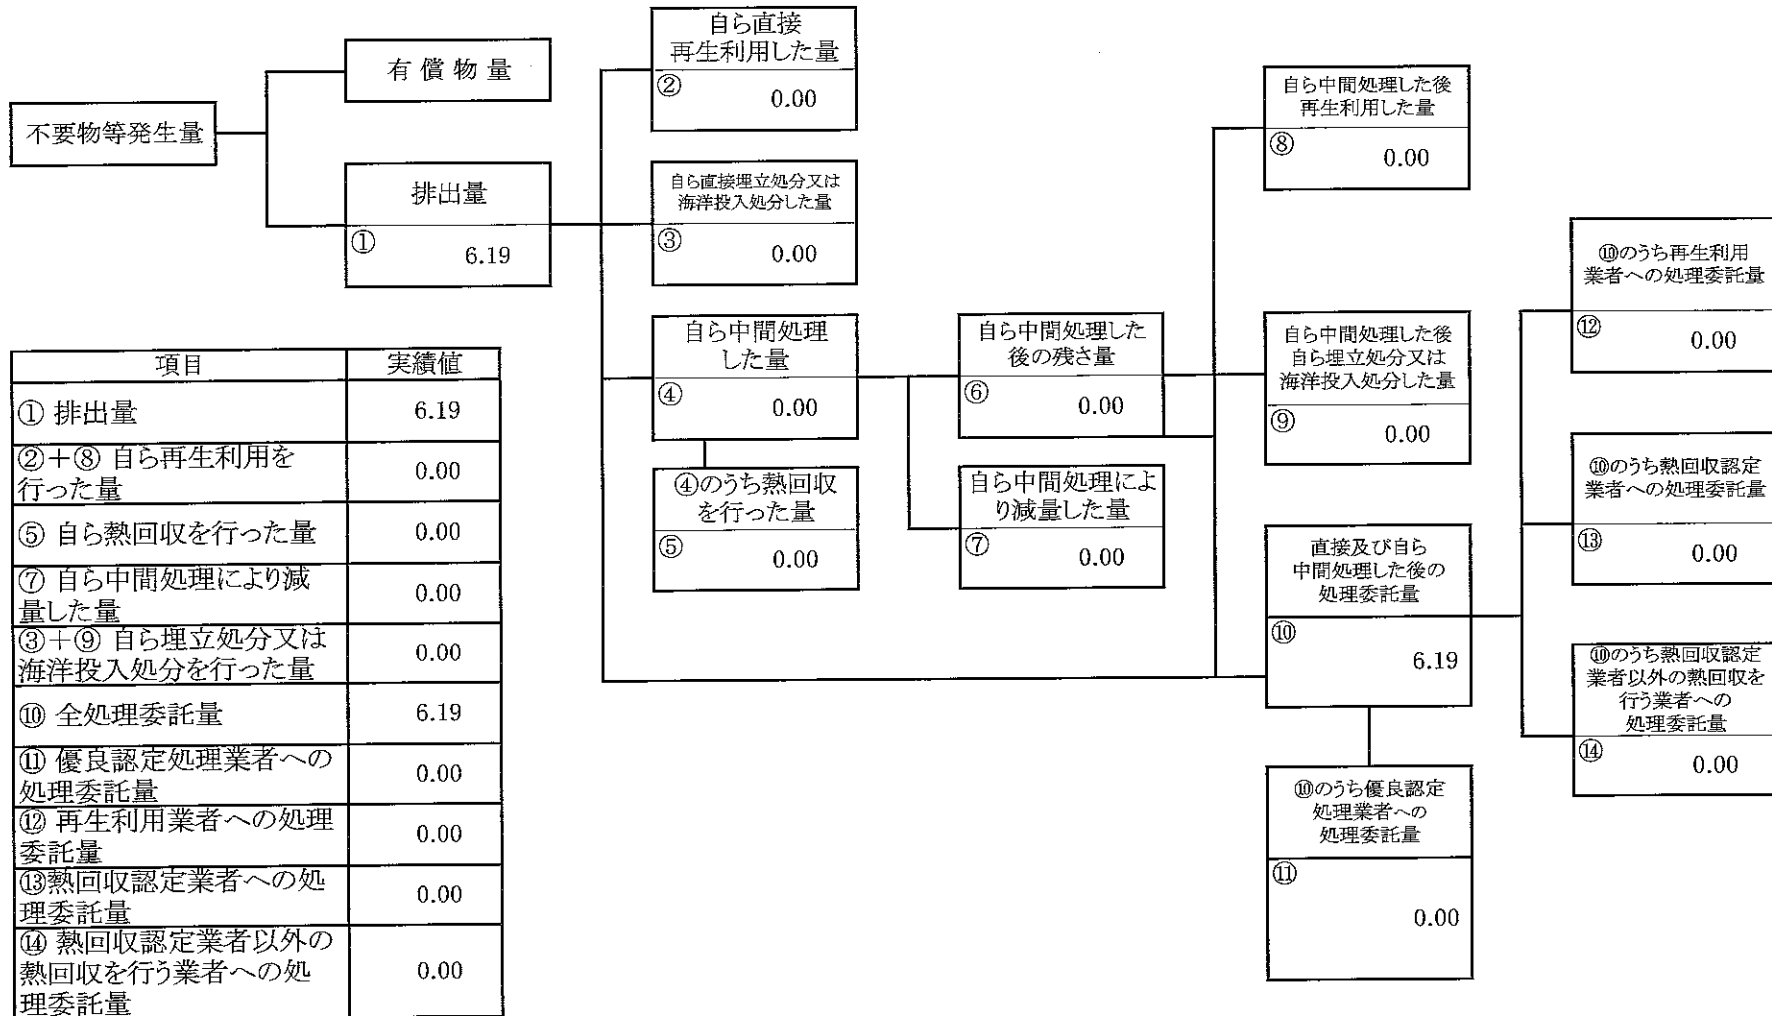 不要物等発生量
有償物量
排出量
①
6.19
自ら直接
再生利用した量
②
0.00
自ら直接埋立処分又は
海洋投入処分した量
③
0.00
自ら中間処理
した量
④
0.00
④のうち熱回収
を行った量
⑤
0.00
自ら中間処理した
後の残さ量
⑥
0.00
自ら中間処理によ
り減量した量
⑦
0.00
自ら中間処理した後
再生利用した量
⑧
0.00
自ら中間処理した後
自ら埋立処分又は
海洋投入処分した量
⑨
0.00
直接及び自ら
中間処理した後の
処理委託量
⑩
6.19
⑩のうち優良認定
処理業者への
処理委託量
⑪
0.00
⑩のうち再生利用
業者への処理委託量
⑫
0.00
⑩のうち熱回収認定
業者への処理委託量
⑬
0.00
⑩のうち熱回収認定
業者以外の熱回収を
行う業者への
処理委託量
⑭
0.00
項目 実績値
① 排出量 6.19
②+⑧ 自ら再生利用を
行った量 0.00
⑤ 自ら熱回収を行った量 0.00
⑦ 自ら中間処理により減
量した量 0.00
③+⑨ 自ら埋立処分又は
海洋投入処分を行った量 0.00
⑩ 全処理委託量 6.19
⑪ 優良認定処理業者への
処理委託量 0.00
⑫ 再生利用業者への処理
委託量 0.00
⑬熱回収認定業者への処
理委託量 0.00
⑭ 熱回収認定業者以外の
熱回収を行う業者への処
理委託量 0.00